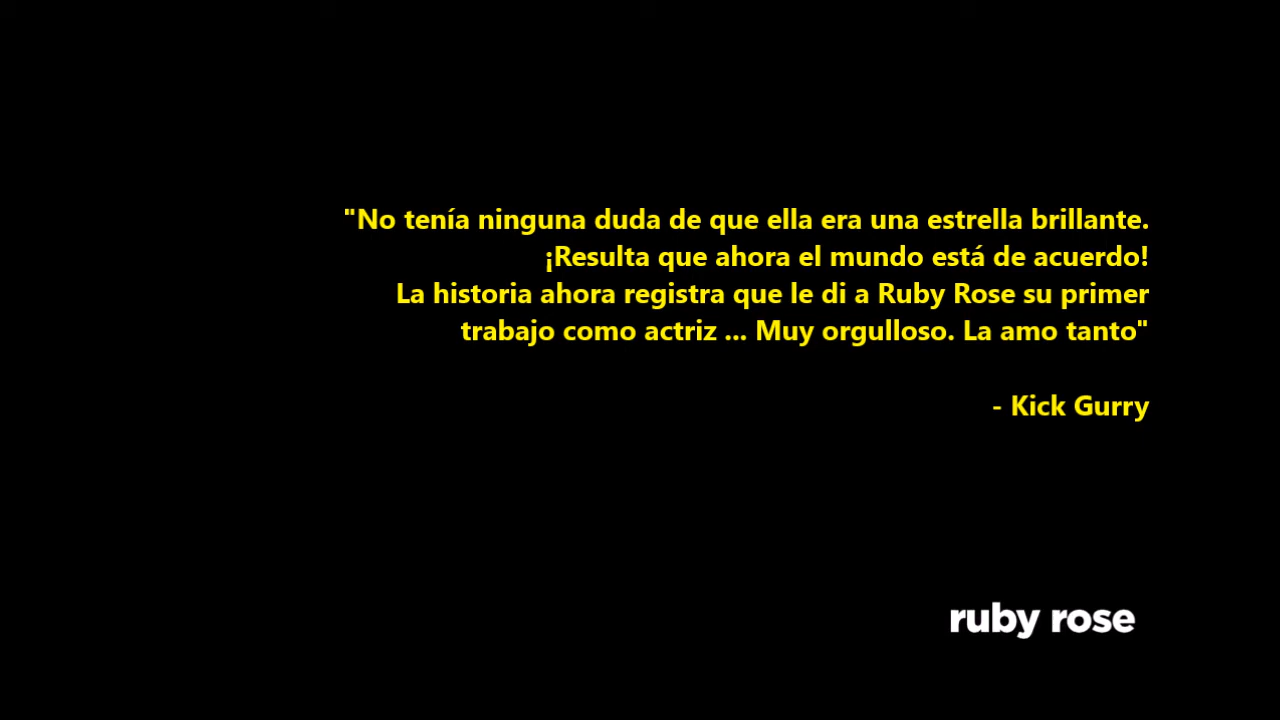 "No tenía ninguna duda de que ella era una estrella brillante.
¡Resulta que ahora el mundo está de acuerdo!
La historia ahora registra que le di a Ruby Rose su primer
trabajo como actriz ... Muy orgulloso. La amo tanto"
- Kick Gurry
ruby rose